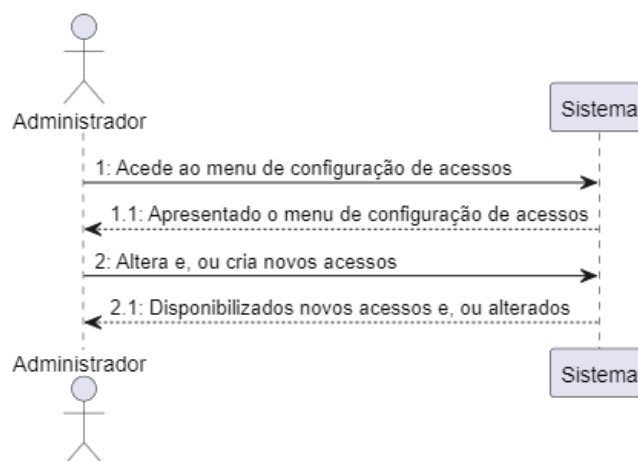 Administrador
Sistema
1: Acede ao menu de configuração de acessos
1.1: Apresentado o menu de configuração de acessos
2: Altera e, ou cria novos acessos
2.1: Disponibilizados novos acessos e, ou alterados
Administrador
Sistema